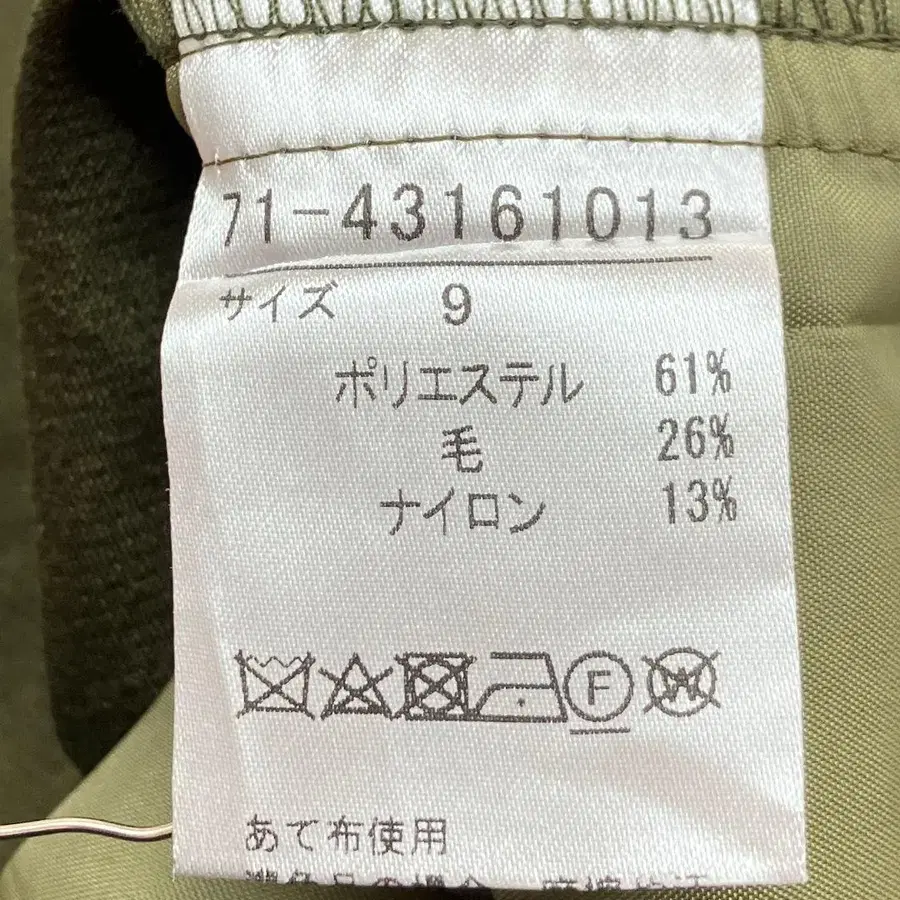 71-43161013
サイズ 9
ポリエステル 61%
毛 26%
ナイロン 13%
F W
あて布使用